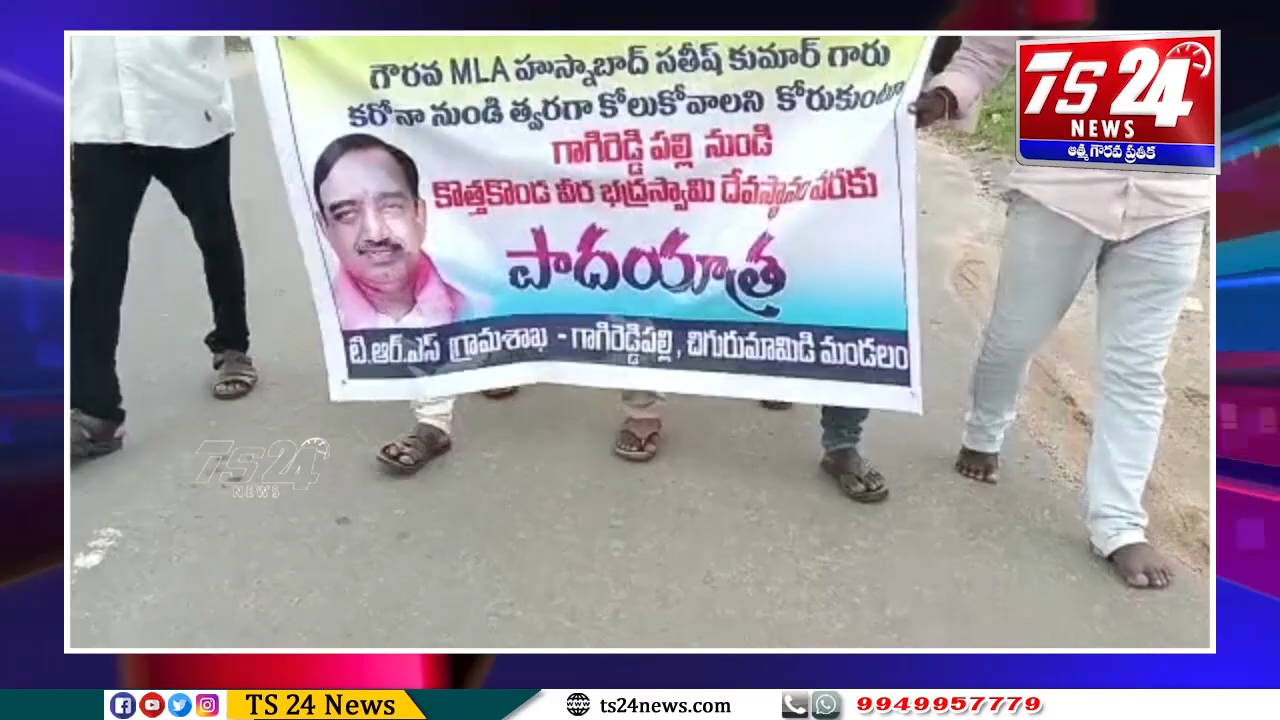 గౌరవ MLA హుస్నాబాద్ సతీష్ కుమార్ గారు
కరోనా నుండి త్వరగా కోలుకోవాలని కోరుకుంటూ
గాగిరెడ్డి పల్లి నుండి
కొత్తకొండ వీర భద్రస్వామి దేవస్థానం వరకు
పాదయాత్ర
టి.ఆర్.ఎస్ గ్రామశాఖ - గాగిరెడ్డిపల్లి, చిగురుమామిడి మండలం
TS 24
NEWS
ఆత్మ గౌరవ ప్రతీక
TS 24
NEWS
TS 24 News
ts24news.com
9949957779